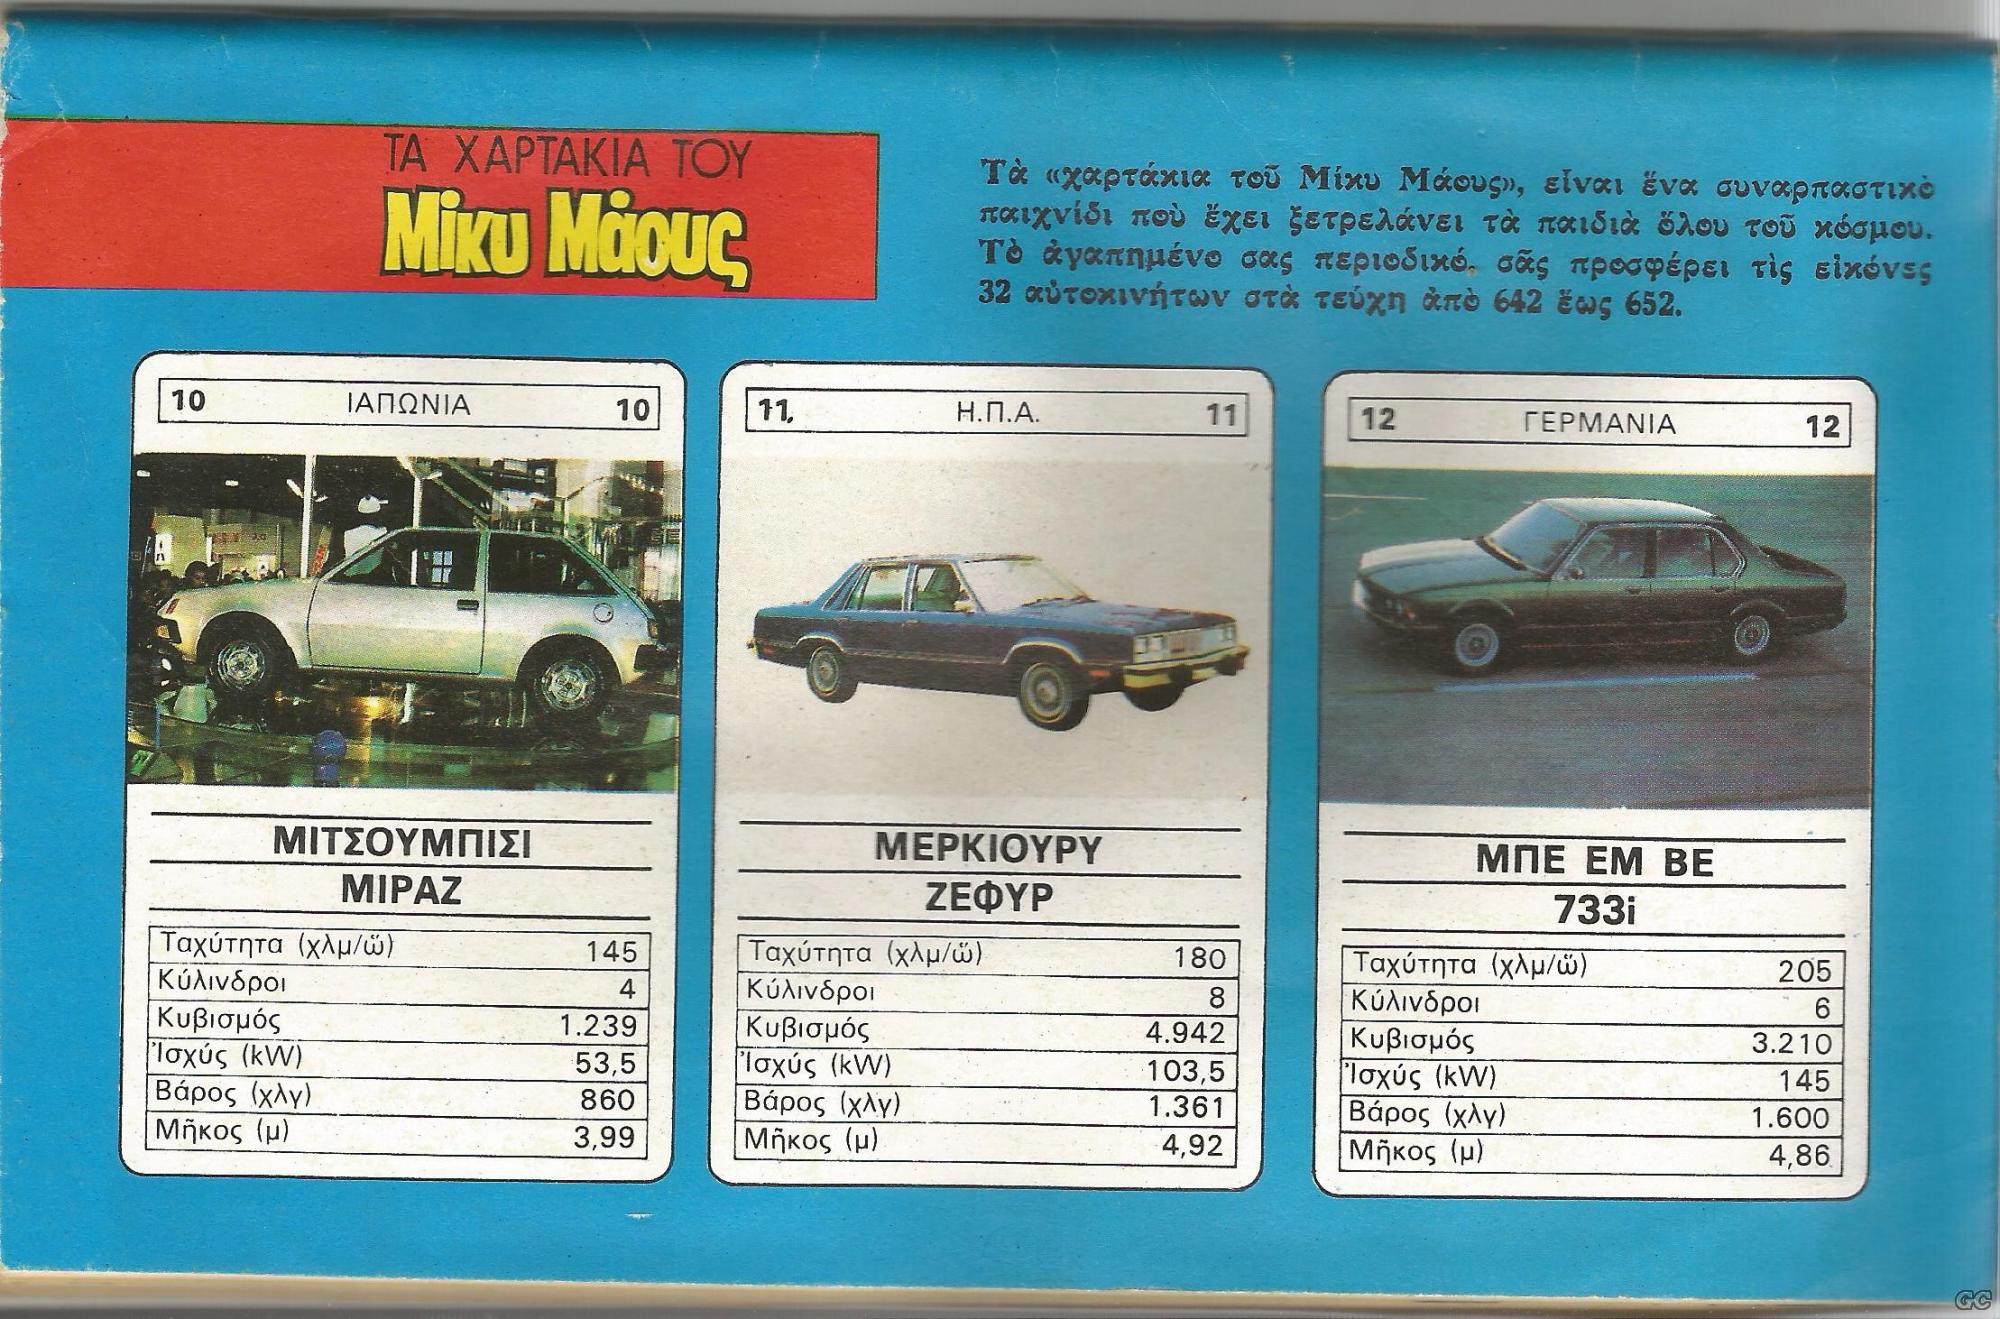 ΤΑ ΧΑΡΤΑΚΙΑ ΤΟΥ
Μίκυ Μάους
Τὰ «χαρτάκια τοῦ Μίκυ Μάους», εἶναι ἕνα συναρπαστικὸ
παιχνίδι ποὺ ἔχει ξετρελάνει τὰ παιδιὰ ὅλου τοῦ κόσμου.
Τὸ ἀγαπημένο σας περιοδικό, σᾶς προσφέρει τὶς εἰκόνες
32 αὐτοκινήτων στὰ τεύχη ἀπὸ 642 ἕως 652.
10 ΙΑΠΩΝΙΑ 10
ΜΙΤΣΟΥΜΠΙΣΙ
ΜΙΡΑΖ
Ταχύτητα (χλμ/ὥ) 145
Κύλινδροι 4
Κυβισμός 1.239
Ἰσχύς (kW) 53,5
Βάρος (χλγ) 860
Μῆκος (μ) 3,99
11. Η.Π.Α. 11
ΜΕΡΚΙΟΥΡΥ
ΖΕΦΥΡ
Ταχύτητα (χλμ/ὥ) 180
Κύλινδροι 8
Κυβισμός 4.942
Ἰσχύς (kW) 103,5
Βάρος (χλγ) 1.361
Μῆκος (μ) 4,92
12 ΓΕΡΜΑΝΙΑ 12
ΜΠΕ ΕΜ ΒΕ
733i
Ταχύτητα (χλμ/ὥ) 205
Κύλινδροι 6
Κυβισμός 3.210
Ἰσχύς (kW) 145
Βάρος (χλγ) 1.600
Μῆκος (μ) 4,86
GC